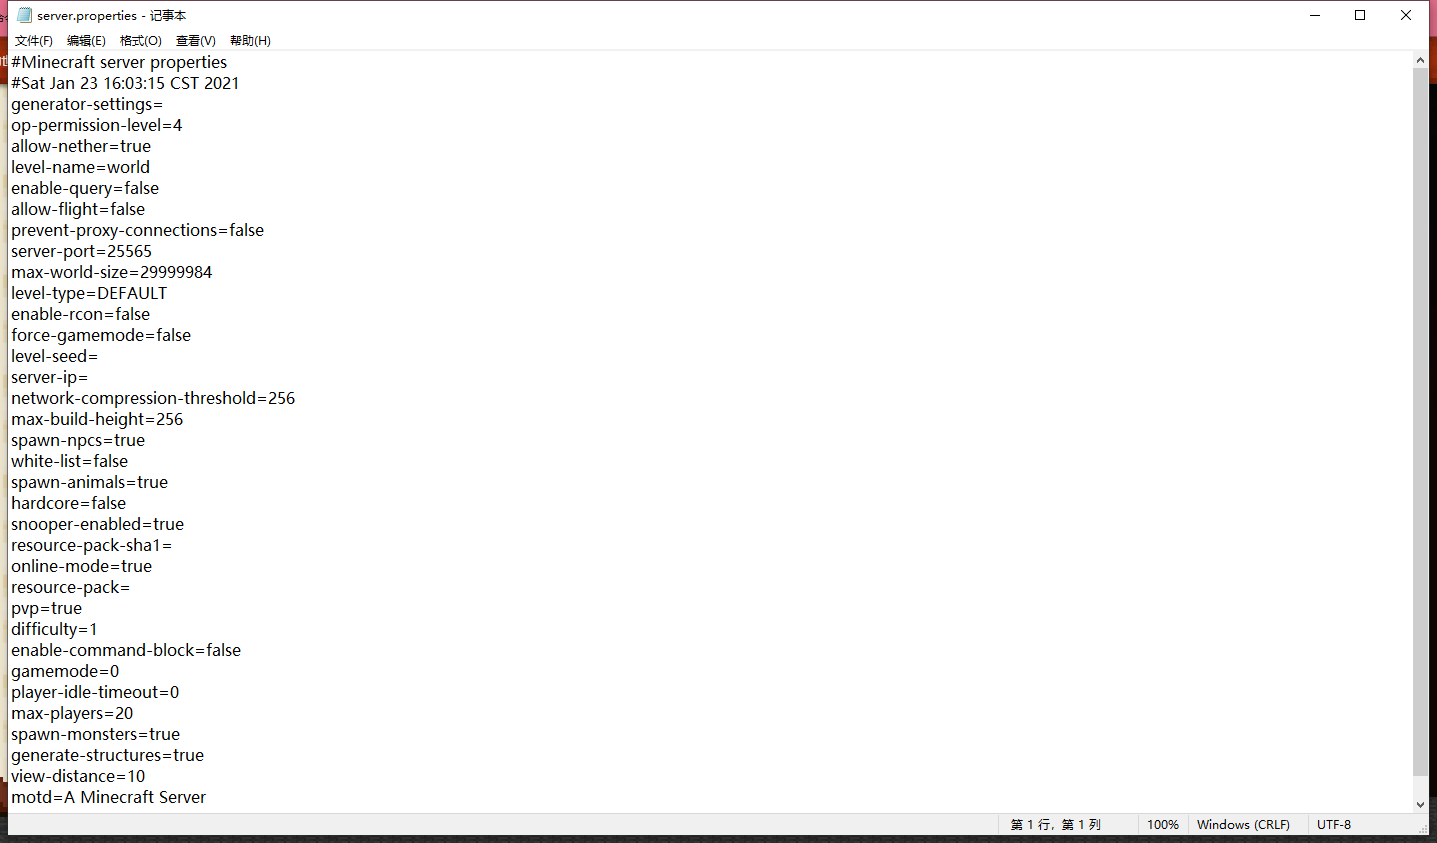 server.properties - 记事本
文件(F) 编辑(E) 格式(O) 查看(V) 帮助(H)
#Minecraft server properties
#Sat Jan 23 16:03:15 CST 2021
generator-settings=
op-permission-level=4
allow-nether=true
level-name=world
enable-query=false
allow-flight=false
prevent-proxy-connections=false
server-port=25565
max-world-size=29999984
level-type=DEFAULT
enable-rcon=false
force-gamemode=false
level-seed=
server-ip=
network-compression-threshold=256
max-build-height=256
spawn-npcs=true
white-list=false
spawn-animals=true
hardcore=false
snooper-enabled=true
resource-pack-sha1=
online-mode=true
resource-pack=
pvp=true
difficulty=1
enable-command-block=false
gamemode=0
player-idle-timeout=0
max-players=20
spawn-monsters=true
generate-structures=true
view-distance=10
motd=A Minecraft Server
第 1 行，第 1 列 100% Windows (CRLF) UTF-8